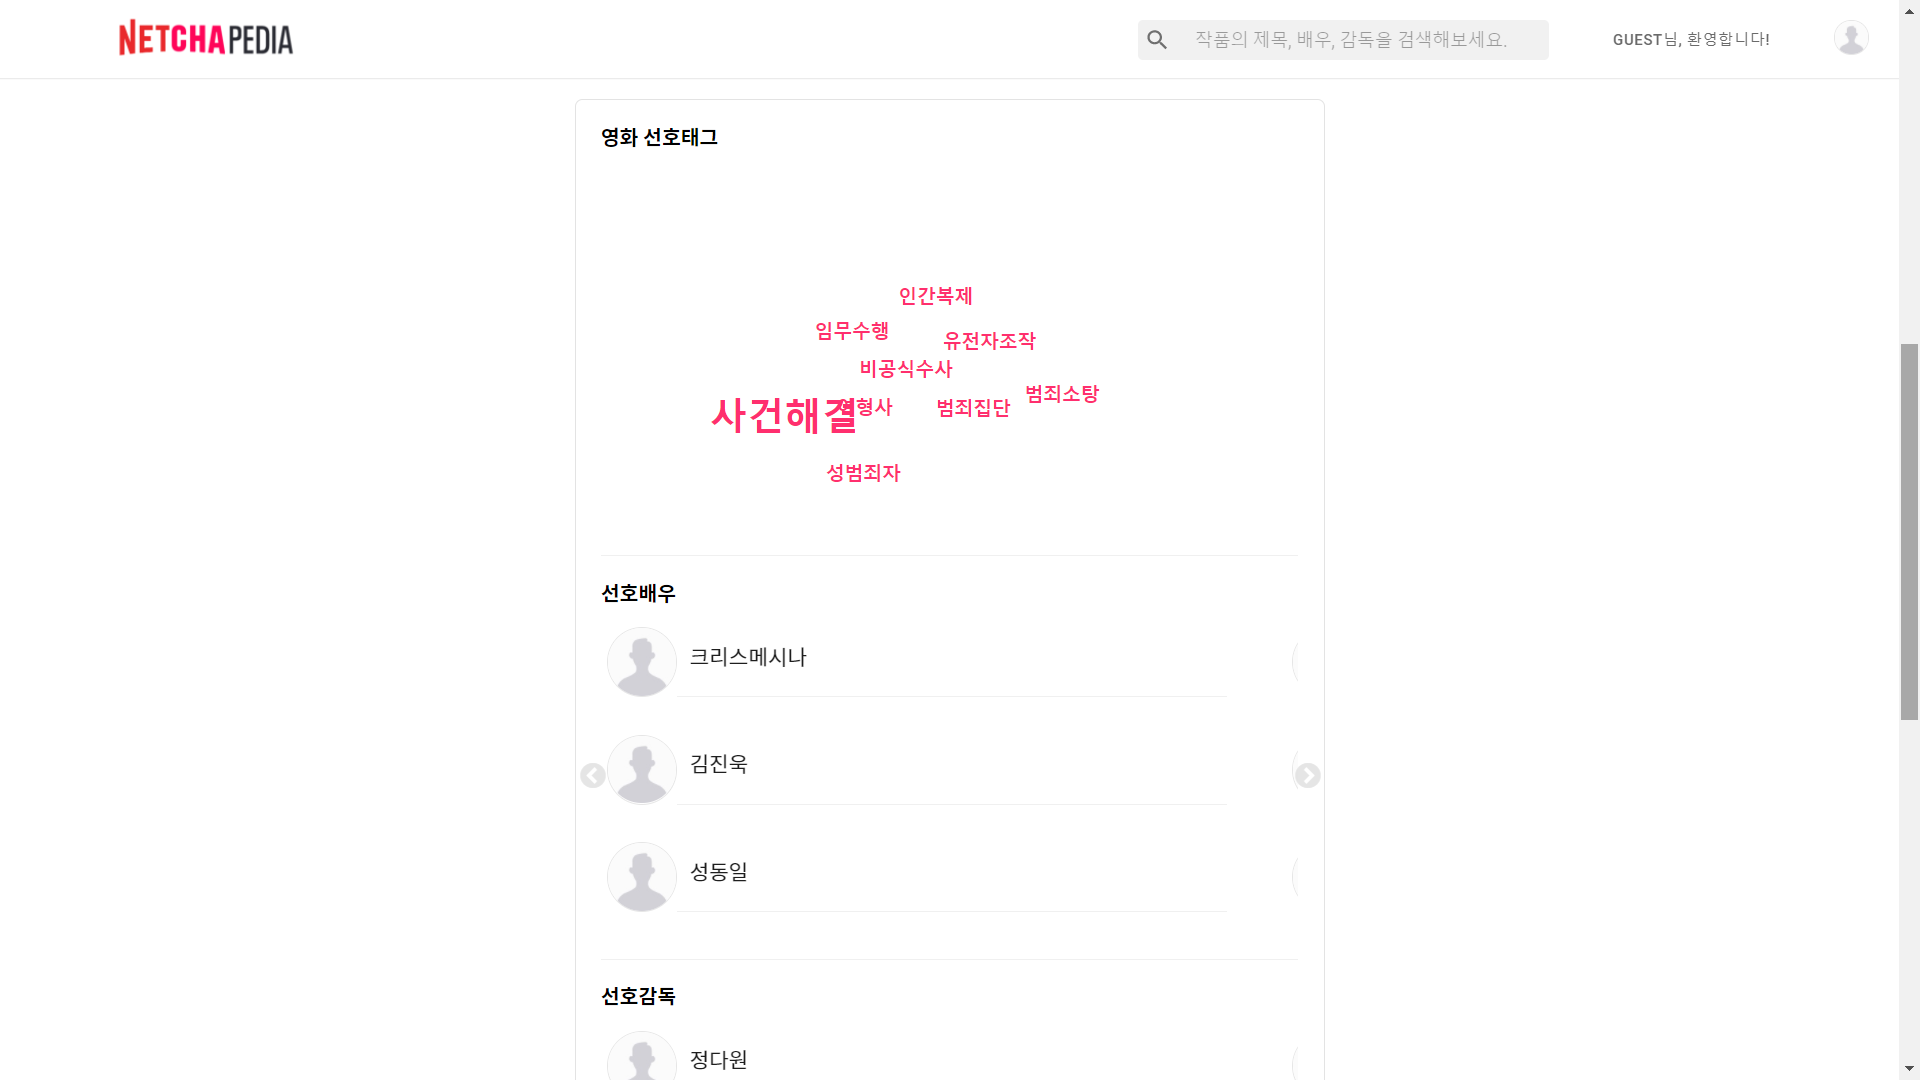 NETCHAPEDIA
작품의 제목, 배우, 감독을 검색해보세요.
GUEST님, 환영합니다!
영화 선호태그
인간복제
임무수행
유전자조작
비공식수사
범죄소탕
사건해결
범죄집단
성범죄자
선호배우
크리스메시나
김진욱
성동일
선호감독
정다원